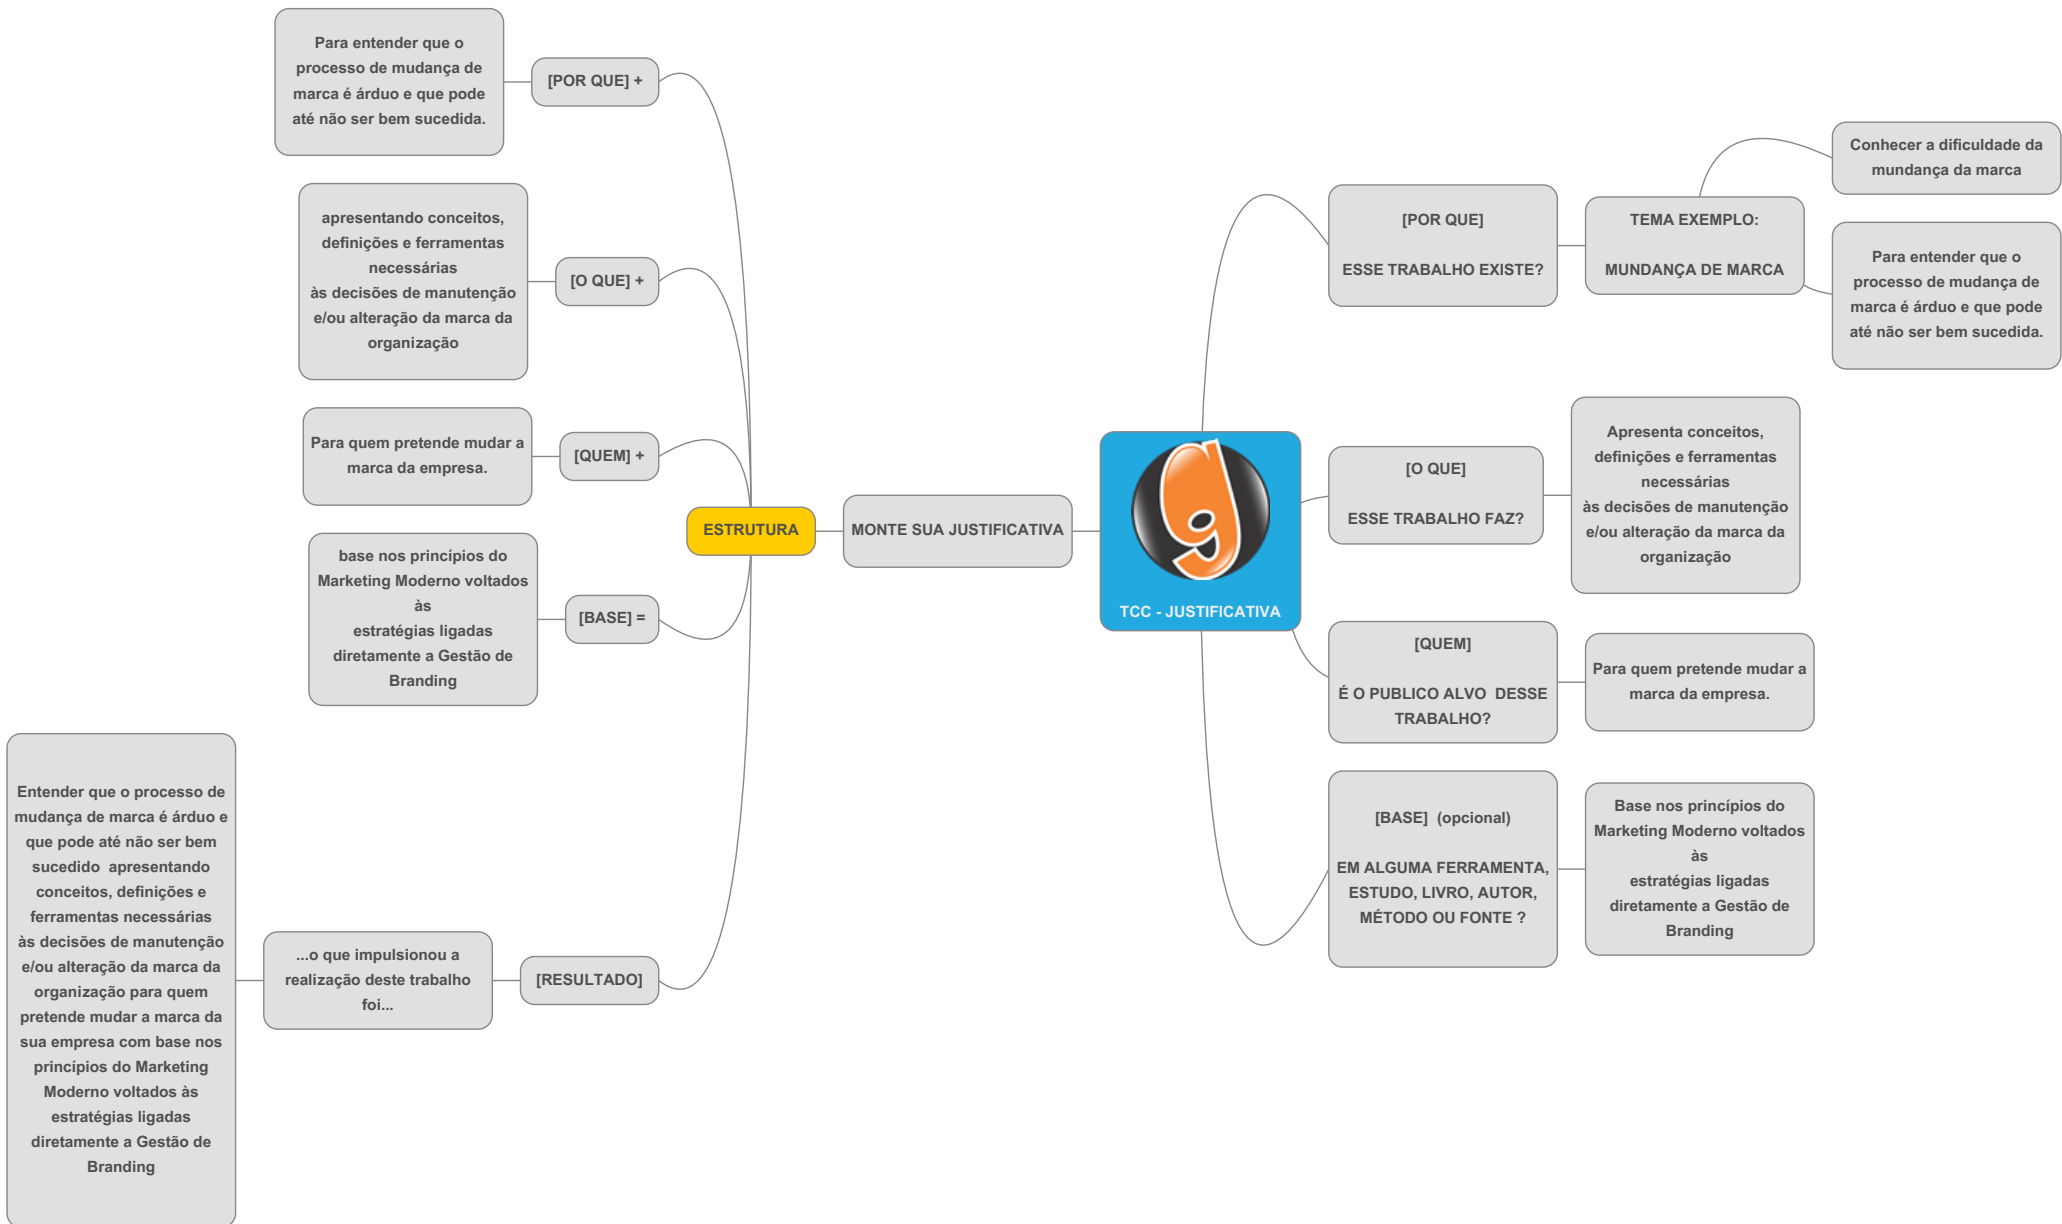 Para entender que o
processo de mudança de
marca é árduo e que pode
até não ser bem sucedida.
[POR QUE] +
apresentando conceitos,
definições e ferramentas
necessárias
às decisões de manutenção
e/ou alteração da marca da
organização
[O QUE] +
Para quem pretende mudar a
marca da empresa.
[QUEM] +
base nos princípios do
Marketing Moderno voltados
às
estratégias ligadas
diretamente a Gestão de
Branding
[BASE] =
Entender que o processo de
mudança de marca é árduo e
que pode até não ser bem
sucedido  apresentando
conceitos, definições e
ferramentas necessárias
às decisões de manutenção
e/ou alteração da marca da
organização para quem
pretende mudar a marca da
sua empresa com base nos
princípios do Marketing
Moderno voltados às
estratégias ligadas
diretamente a Gestão de
Branding
...o que impulsionou a
realização deste trabalho
foi...
[RESULTADO]
ESTRUTURA
MONTE SUA JUSTIFICATIVA
TCC - JUSTIFICATIVA
[POR QUE]
ESSE TRABALHO EXISTE?
TEMA EXEMPLO:
MUNDANÇA DE MARCA
Conhecer a dificuldade da
mundança da marca
Para entender que o
processo de mudança de
marca é árduo e que pode
até não ser bem sucedida.
[O QUE]
ESSE TRABALHO FAZ?
Apresenta conceitos,
definições e ferramentas
necessárias
às decisões de manutenção
e/ou alteração da marca da
organização
[QUEM]
É O PUBLICO ALVO  DESSE
TRABALHO?
Para quem pretende mudar a
marca da empresa.
[BASE]  (opcional)
EM ALGUMA FERRAMENTA,
ESTUDO, LIVRO, AUTOR,
MÉTODO OU FONTE ?
Base nos princípios do
Marketing Moderno voltados
às
estratégias ligadas
diretamente a Gestão de
Branding